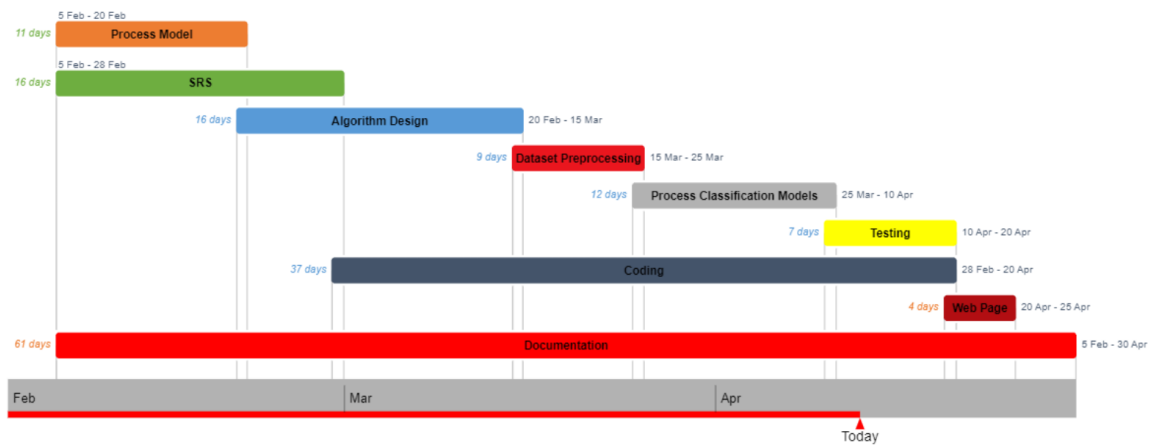 5 Feb - 20 Feb
11 days Process Model
5 Feb - 28 Feb
16 days SRS
16 days Algorithm Design 20 Feb - 15 Mar
9 days Dataset Preprocessing 15 Mar - 25 Mar
12 days Process Classification Models 25 Mar - 10 Apr
7 days Testing 10 Apr - 20 Apr
37 days Coding 28 Feb - 20 Apr
4 days Web Page 20 Apr - 25 Apr
61 days Documentation 5 Feb - 30 Apr
Feb Mar Apr
Today